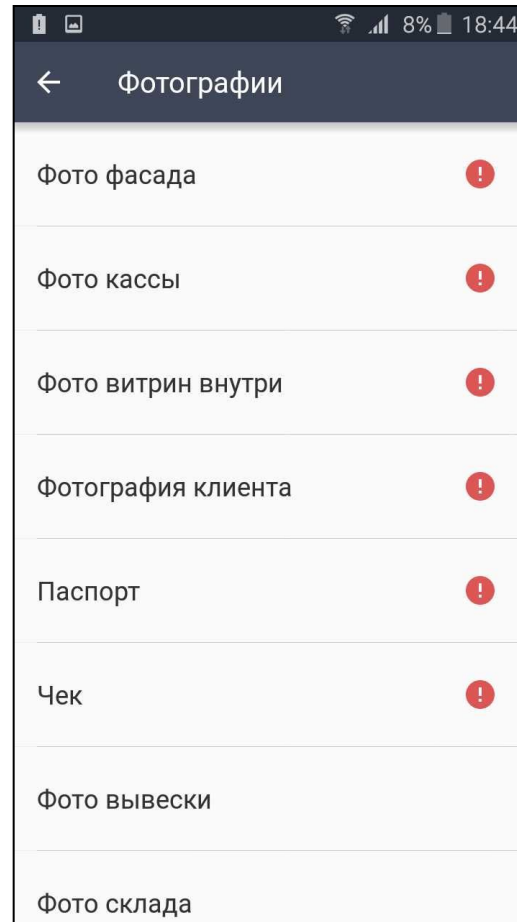 8% 18:44
Фотографии
Фото фасада
Фото кассы
Фото витрин внутри
Фотография клиента
Паспорт
Чек
Фото вывески
Фото склада